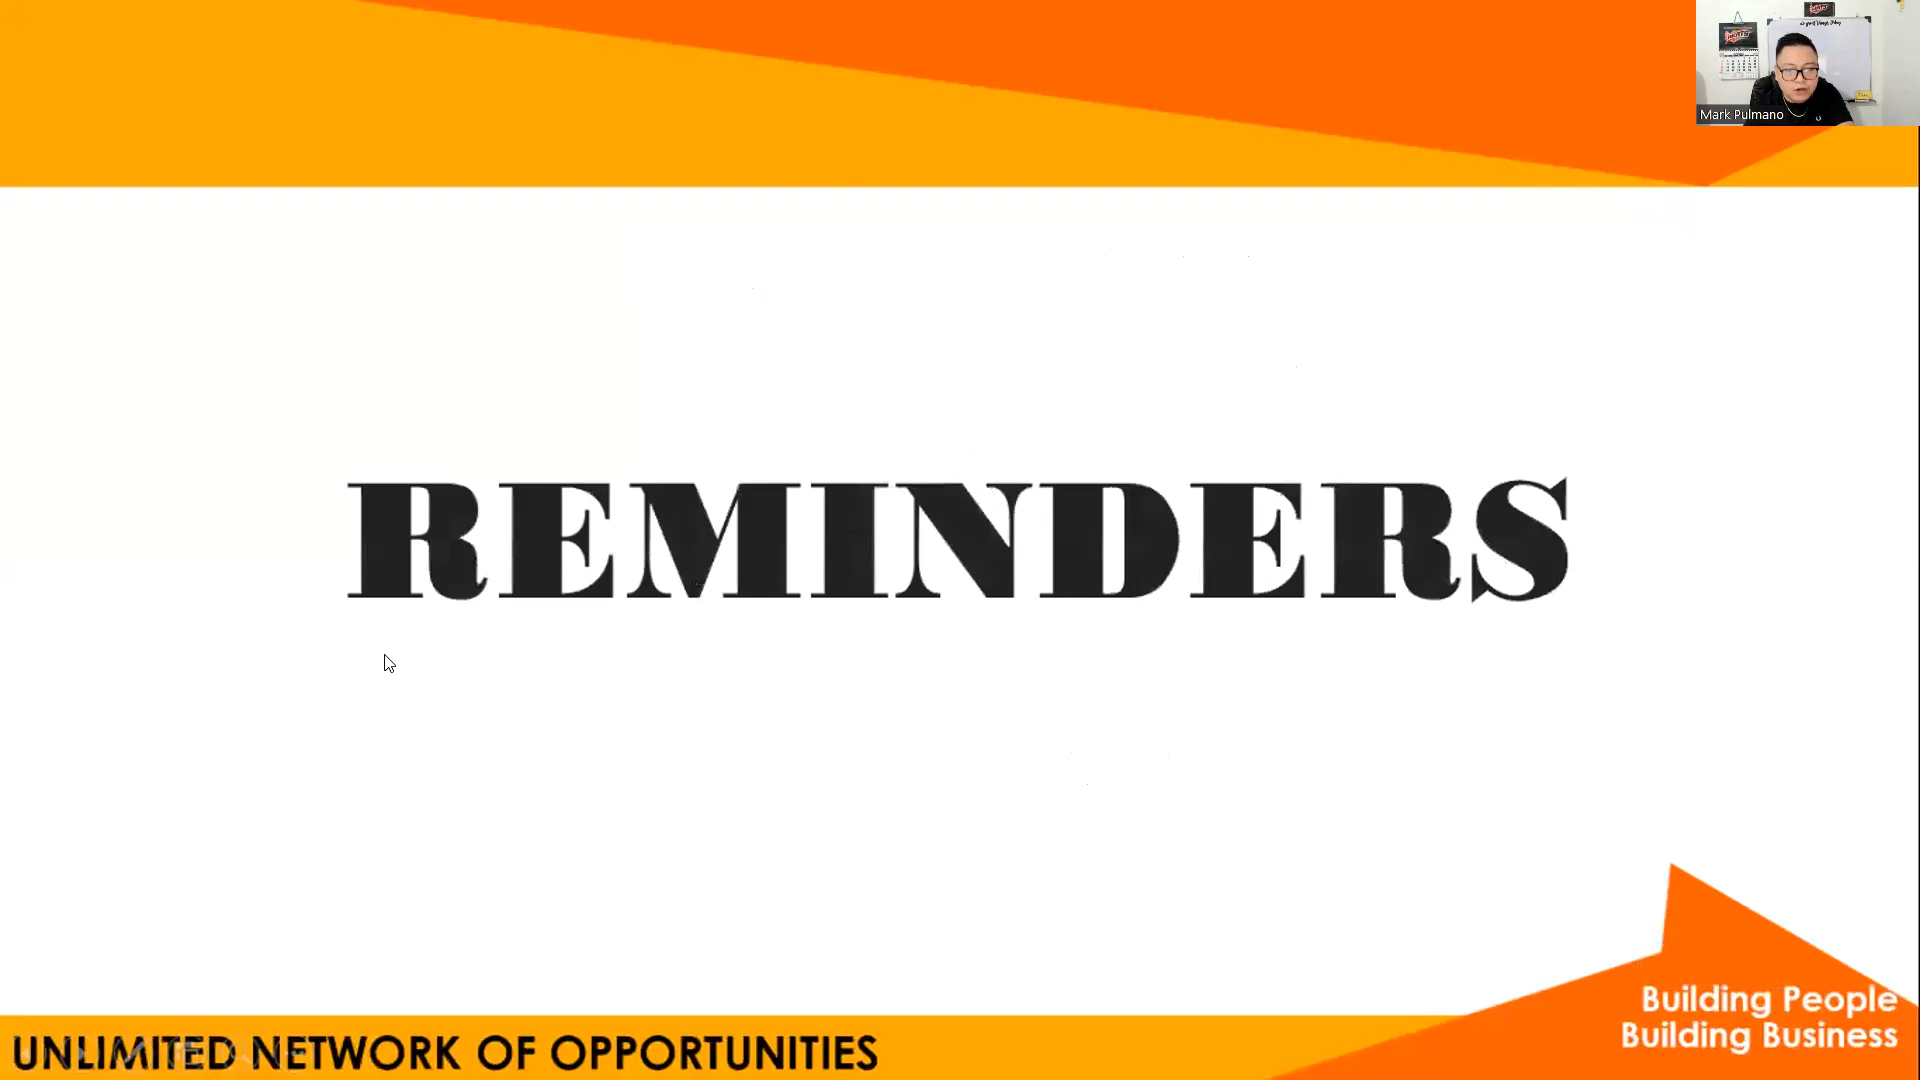 Mark Pulmano
REMINDERS
Building People
Building Business
UNLIMITED NETWORK OF OPPORTUNITIES